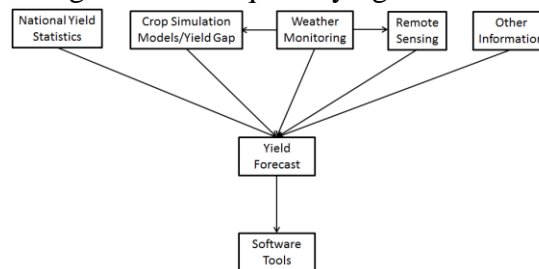 National Yield
Statistics
Crop Simulation
Models/Yield Gap
Weather
Monitoring
Remote
Sensing
Other
Information
Yield
Forecast
Software
Tools